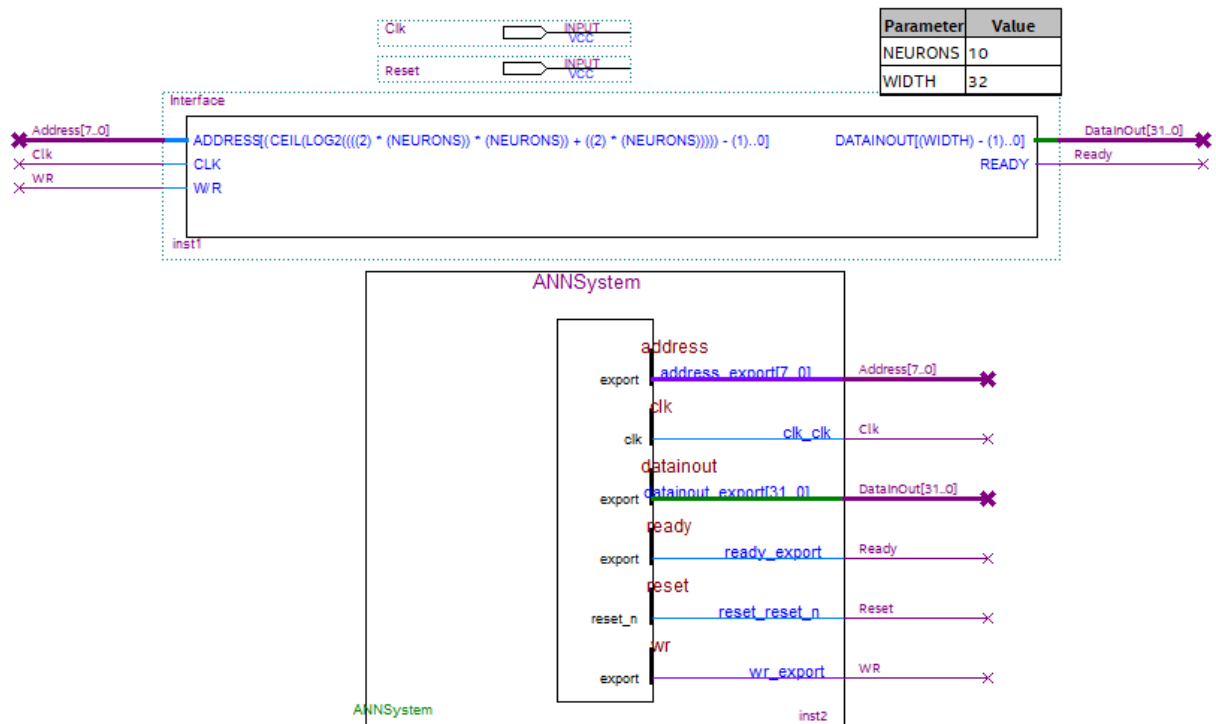 Clk INPUT VCC
Reset INPUT VCC
Parameter Value
NEURONS 10
WIDTH 32
Interface
Address[7..0] ADDRESS[(CEIL(LOG2((((2) * (NEURONS)) * (NEURONS)) + ((2) * (NEURONS))))) - (1)..0] DATAINOUT[(WIDTH) - (1)..0] DataInOut[31..0]
Clk CLK READY Ready
WR W/R
inst1
ANNSystem
address
export address_export[7..0] Address[7..0]
clk
clk clk_clk Clk
datainout
export datainout_export[31..0] DataInOut[31..0]
ready
export ready_export Ready
reset
reset_n reset_reset_n Reset
wr
export wr_export WR
ANNSystem
inst2